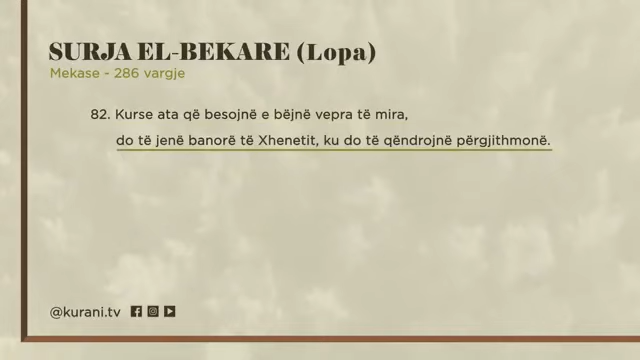 SURJA EL-BEKARE (Lopa)
Mekase - 286 vargje
82. Kurse ata që besojnë e bëjnë vepra të mira,
do të jenë banorë të Xhenetit, ku do të qëndrojnë përgjithmonë.
@kurani.tv